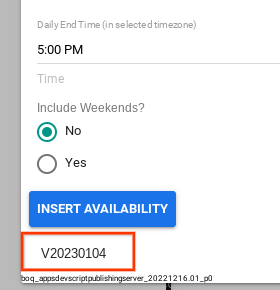 Daily End Time (in selected timezone)
5:00 PM
Time
Include Weekends?
No
Yes
INSERT AVAILABILITY
V20230104
boq_appsdevscriptpublishingserver_20221216.01_p0